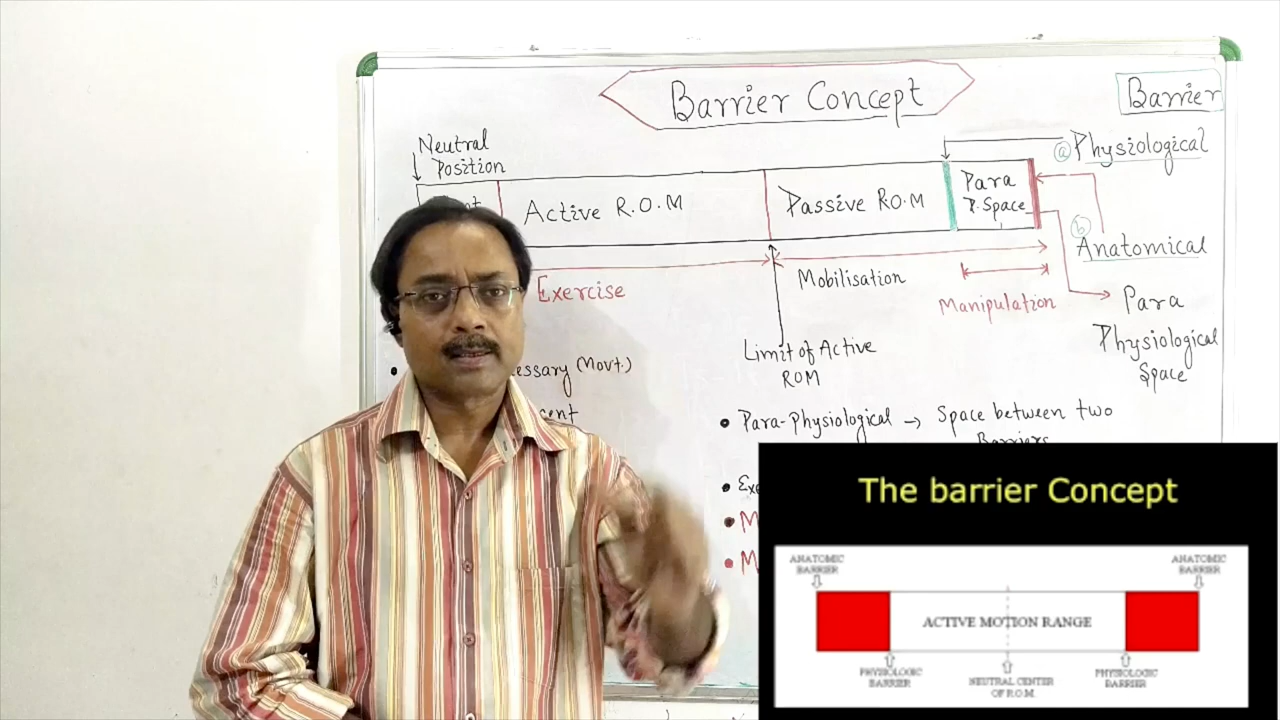 Barrier Concept
Barrier
Neutral
Position
Active R.O.M
Passive R.O.M
Para
P. Space
ⓐ Physiological
ⓑ
Anatomical
Para
Physiological
Space
Exercise
Mobilisation
Manipulation
Limit of Active
ROM
essary (Movt.)
cent
• Para-physiological → Space between two
Barriers
• Exe
• M
• M
The barrier Concept
ANATOMIC
BARRIER
ANATOMIC
BARRIER
ACTIVE MOTION RANGE
PHYSIOLOGIC
BARRIER
NEUTRAL CENTER
OF R.O.M.
PHYSIOLOGIC
BARRIER